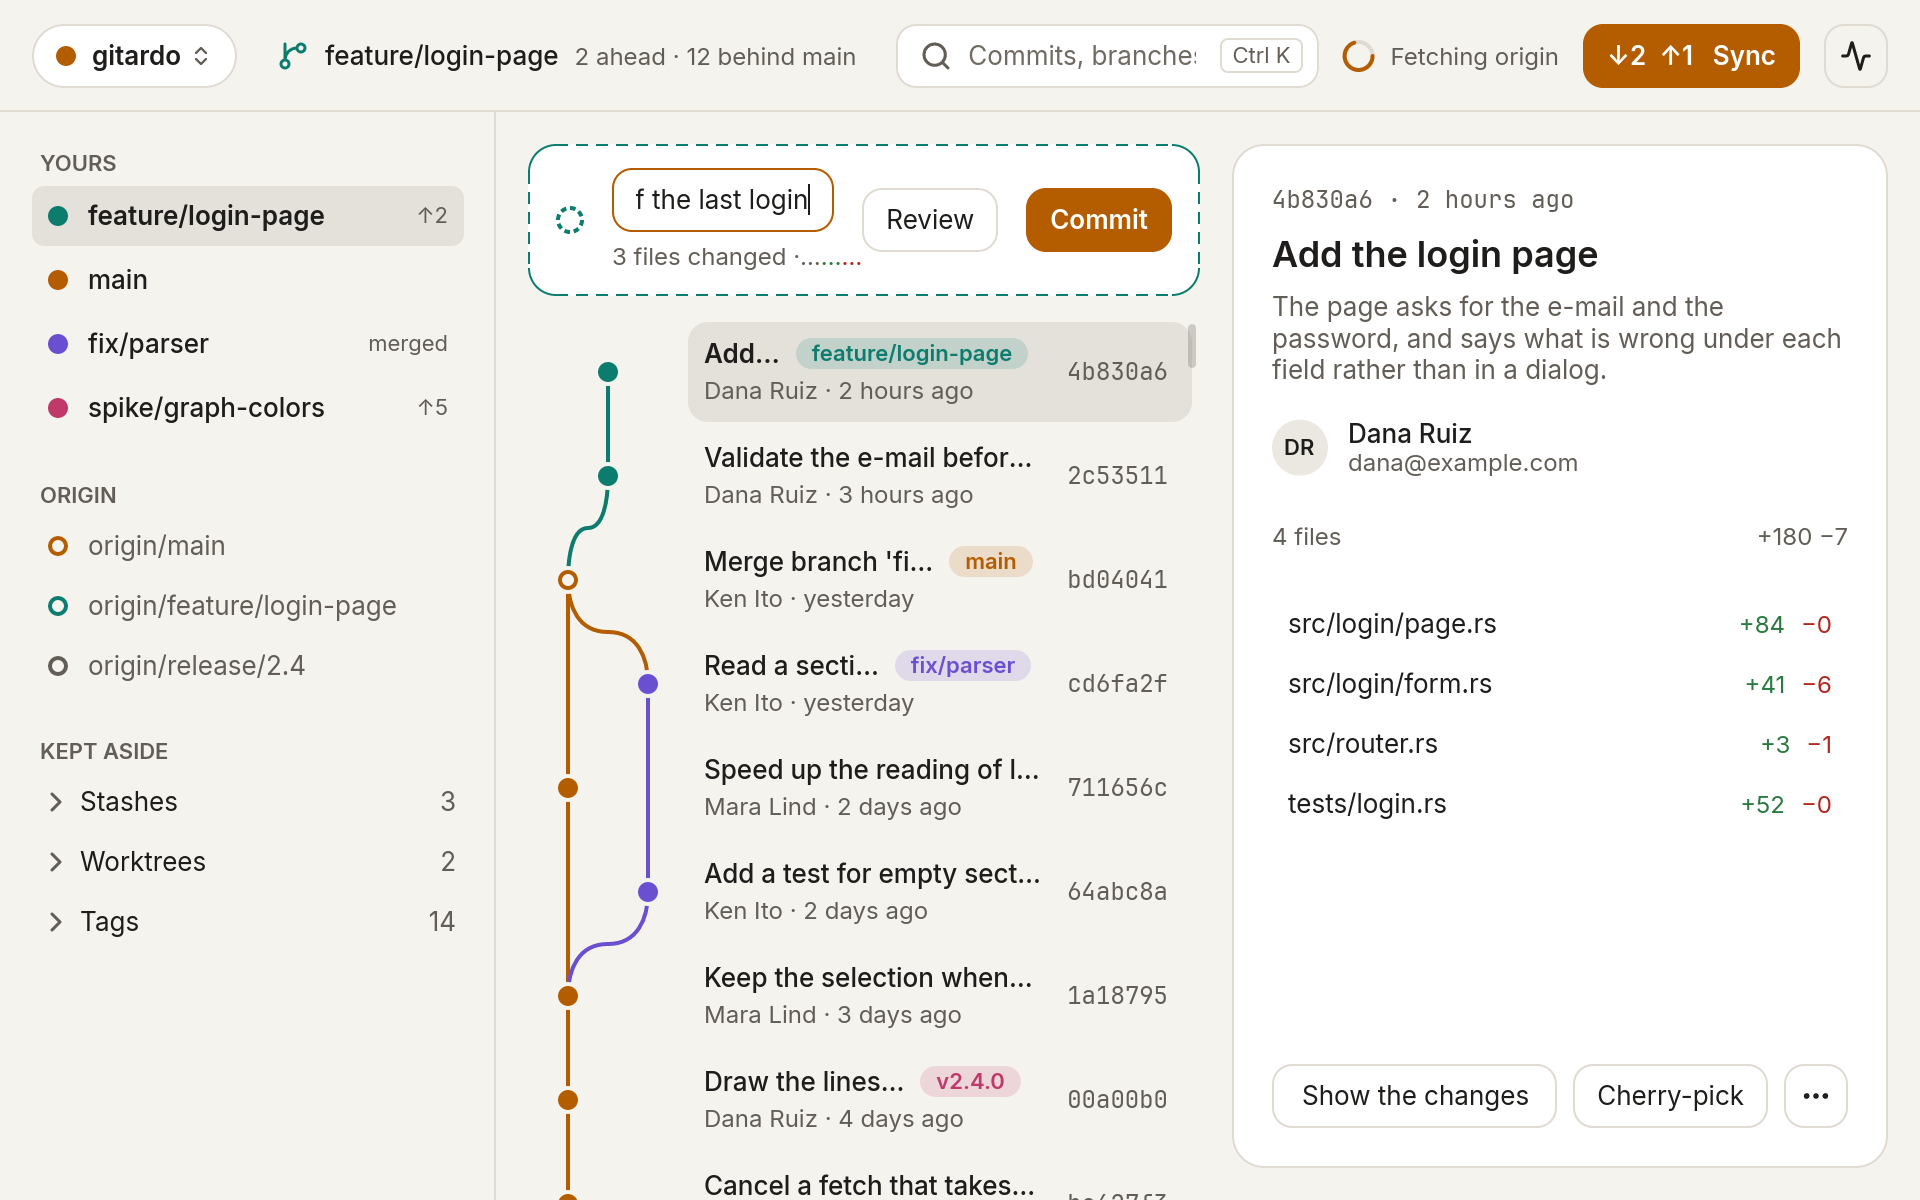 gitardo
feature/login-page 2 ahead · 12 behind main
Commits, branches
Ctrl K
Fetching origin
↓2 ↑1 Sync
YOURS
feature/login-page ↑2
main
fix/parser merged
spike/graph-colors ↑5
ORIGIN
origin/main
origin/feature/login-page
origin/release/2.4
KEPT ASIDE
Stashes 3
Worktrees 2
Tags 14
f the last login
3 files changed ·.........
Review
Commit
Add... feature/login-page 4b830a6
Dana Ruiz · 2 hours ago
Validate the e-mail befor... 2c53511
Dana Ruiz · 3 hours ago
Merge branch 'fi... main bd04041
Ken Ito · yesterday
Read a secti... fix/parser cd6fa2f
Ken Ito · yesterday
Speed up the reading of l... 711656c
Mara Lind · 2 days ago
Add a test for empty sect... 64abc8a
Ken Ito · 2 days ago
Keep the selection when... 1a18795
Mara Lind · 3 days ago
Draw the lines... v2.4.0 00a00b0
Dana Ruiz · 4 days ago
Cancel a fetch that takes...
4b830a6 · 2 hours ago
Add the login page
The page asks for the e-mail and the
password, and says what is wrong under each
field rather than in a dialog.
DR
Dana Ruiz
dana@example.com
4 files +180 −7
src/login/page.rs +84 −0
src/login/form.rs +41 −6
src/router.rs +3 −1
tests/login.rs +52 −0
Show the changes
Cherry-pick